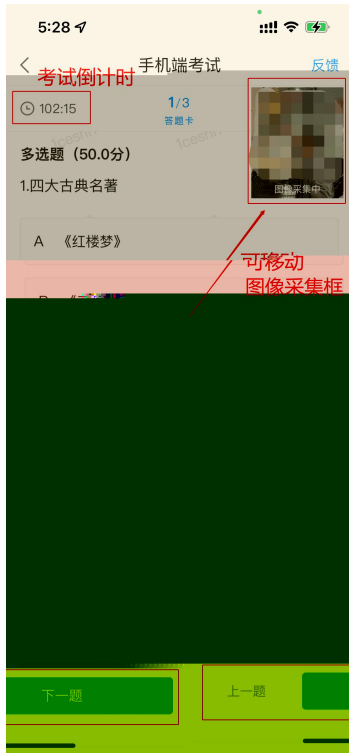 5:28
手机端考试
反馈
考试倒计时
102:15
1/3
答题卡
图像采集中
多选题（50.0分）
1.四大古典名著
A 《红楼梦》
可移动
图像采集框
下一题
上一题